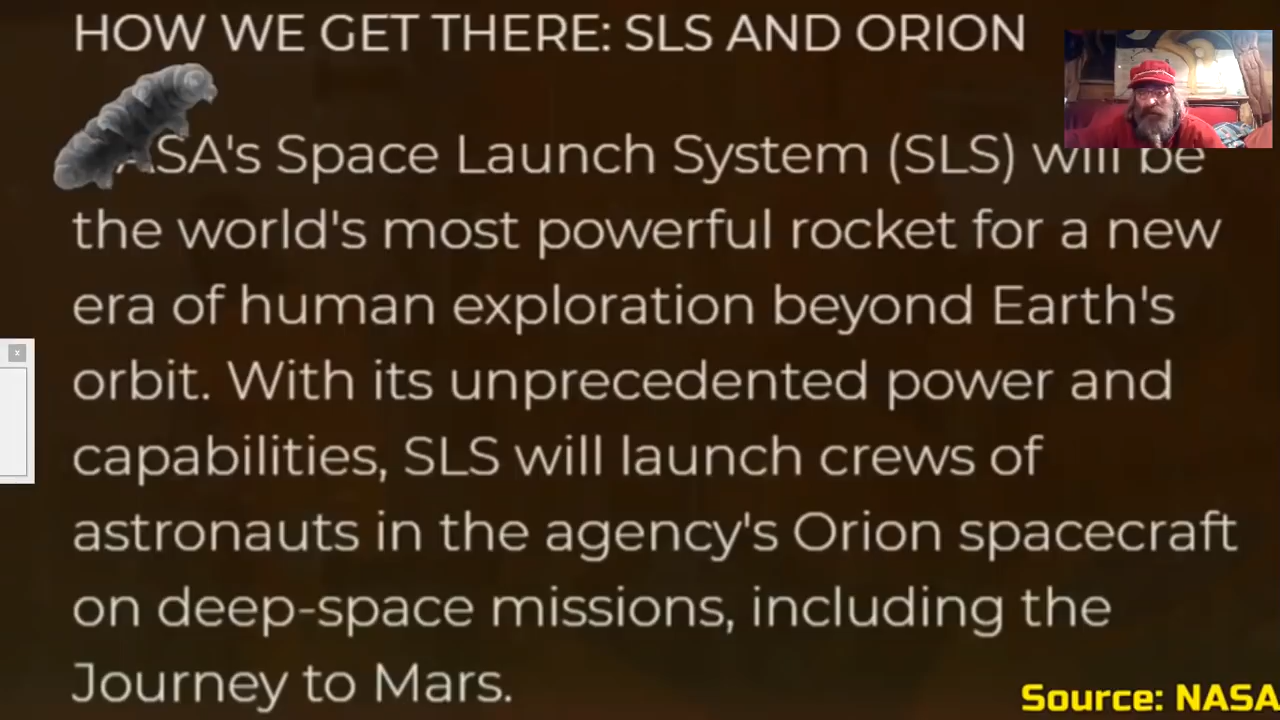 HOW WE GET THERE: SLS AND ORION
ASA's Space Launch System (SLS) will be
the world's most powerful rocket for a new
era of human exploration beyond Earth's
orbit. With its unprecedented power and
capabilities, SLS will launch crews of
astronauts in the agency's Orion spacecraft
on deep-space missions, including the
Journey to Mars.
x
Source: NASA